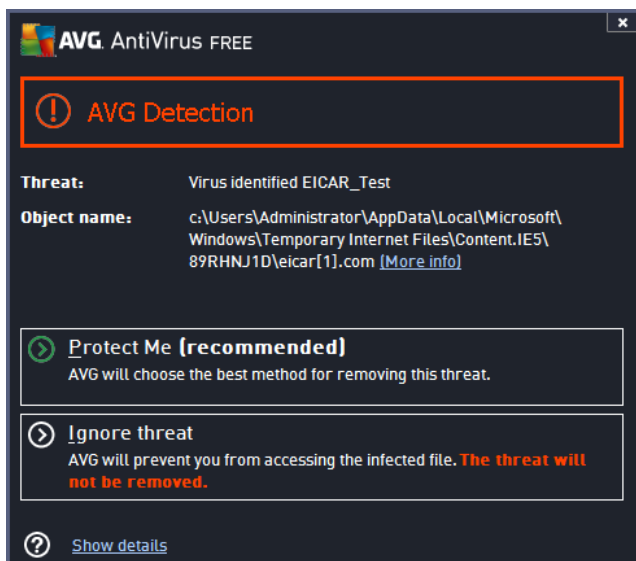 AVG. AntiVirus FREE
x
AVG Detection
Threat: Virus identified EICAR_Test
Object name: c:\Users\Administrator\AppData\Local\Microsoft\
Windows\Temporary Internet Files\Content.IE5\
89RHNJ1D\eicar[1].com (More info)
Protect Me (recommended)
AVG will choose the best method for removing this threat.
Ignore threat
AVG will prevent you from accessing the infected file. The threat will
not be removed.
? Show details